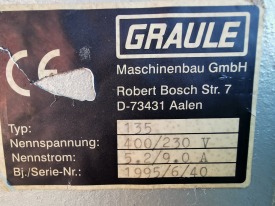 GRAULE
CE
Maschinenbau GmbH
Robert Bosch Str. 7
D-73431 Aalen
Typ: 135
Nennspannung: 400/230 V
Nennstrom: 5.2/9.0 A
Bj./Serie-Nr.: 1995/6/40